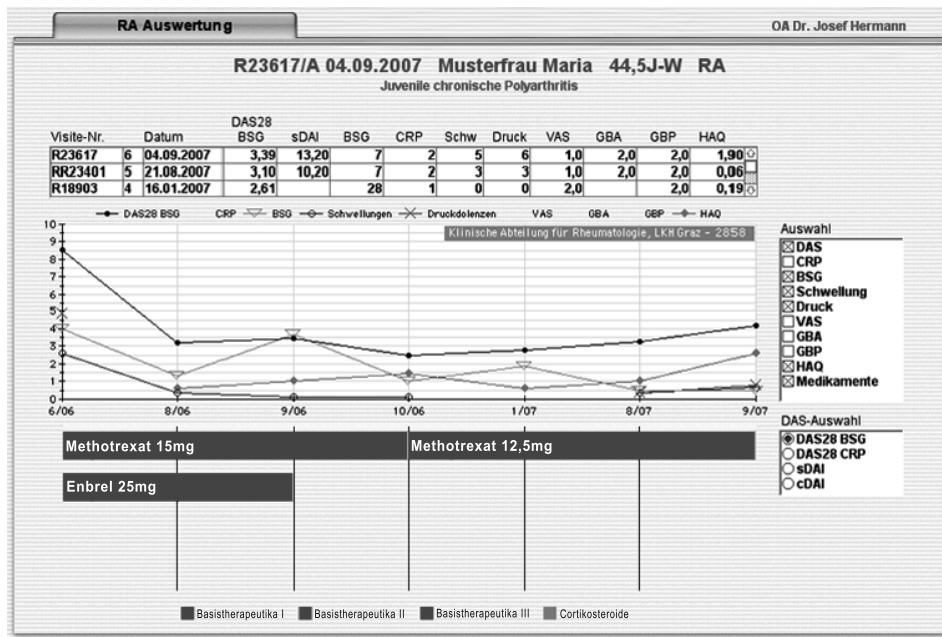 RA Auswertung
OA Dr. Josef Hermann
R23617/A 04.09.2007 Musterfrau Maria 44,5J-W RA
Juvenile chronische Polyarthritis
DAS28
Visite-Nr. Datum BSG sDAI BSG CRP Schw Druck VAS GBA GBP HAQ
R23617 6 04.09.2007 3,39 13,20 7 2 5 6 1,0 2,0 2,0 1,90
RR23401 5 21.08.2007 3,10 10,20 7 2 3 3 1,0 2,0 2,0 0,06
R18903 4 16.01.2007 2,61 28 1 0 0 2,0 2,0 0,19
DAS28 BSG CRP BSG Schwellungen Druckdolenzen VAS GBA GBP HAQ
Klinische Abteilung für Rheumatologie, LKH Graz - 2858
10
9
8
7
6
5
4
3
2
1
0
6/06 8/06 9/06 10/06 1/07 8/07 9/07
Auswahl
DAS
CRP
BSG
Schwellung
Druck
VAS
GBA
GBP
HAQ
Medikamente
DAS-Auswahl
DAS28 BSG
DAS28 CRP
sDAI
cDAI
Methotrexat 15mg
Methotrexat 12,5mg
Enbrel 25mg
Basistherapeutika I Basistherapeutika II Basistherapeutika III Cortikosteroide